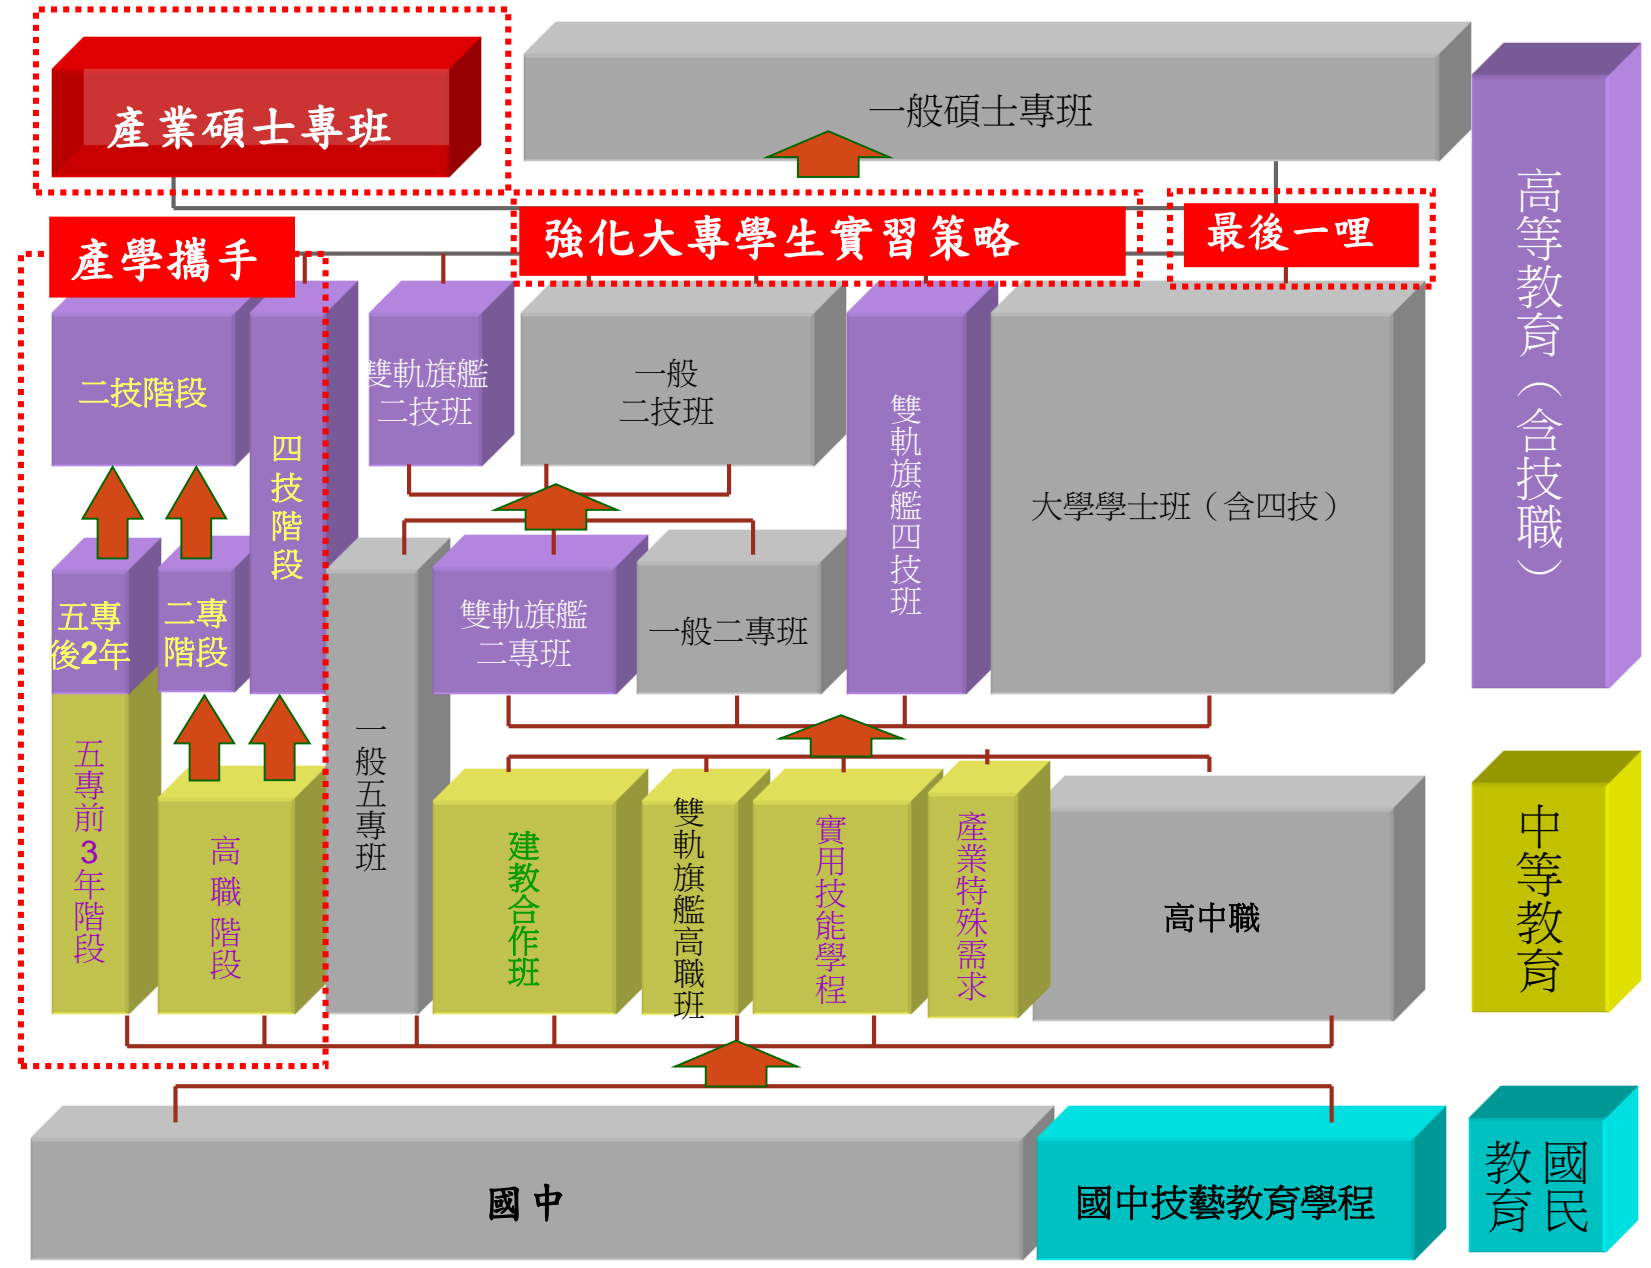 產業碩士專班
一般碩士專班
高等教育（含技職）
產學攜手
強化大專學生實習策略
最後一哩
二技階段
四技階段
雙軌旗艦
二技班
一般
二技班
雙軌旗艦四技班
大學學士班（含四技）
五專
後2年
二專
階段
雙軌旗艦
二專班
一般二專班
五專前3年階段
高職階段
一般五專班
建教合作班
雙軌旗艦高職班
實用技能學程
產業特殊需求
高中職
中等教育
國中
國中技藝教育學程
國民
教育